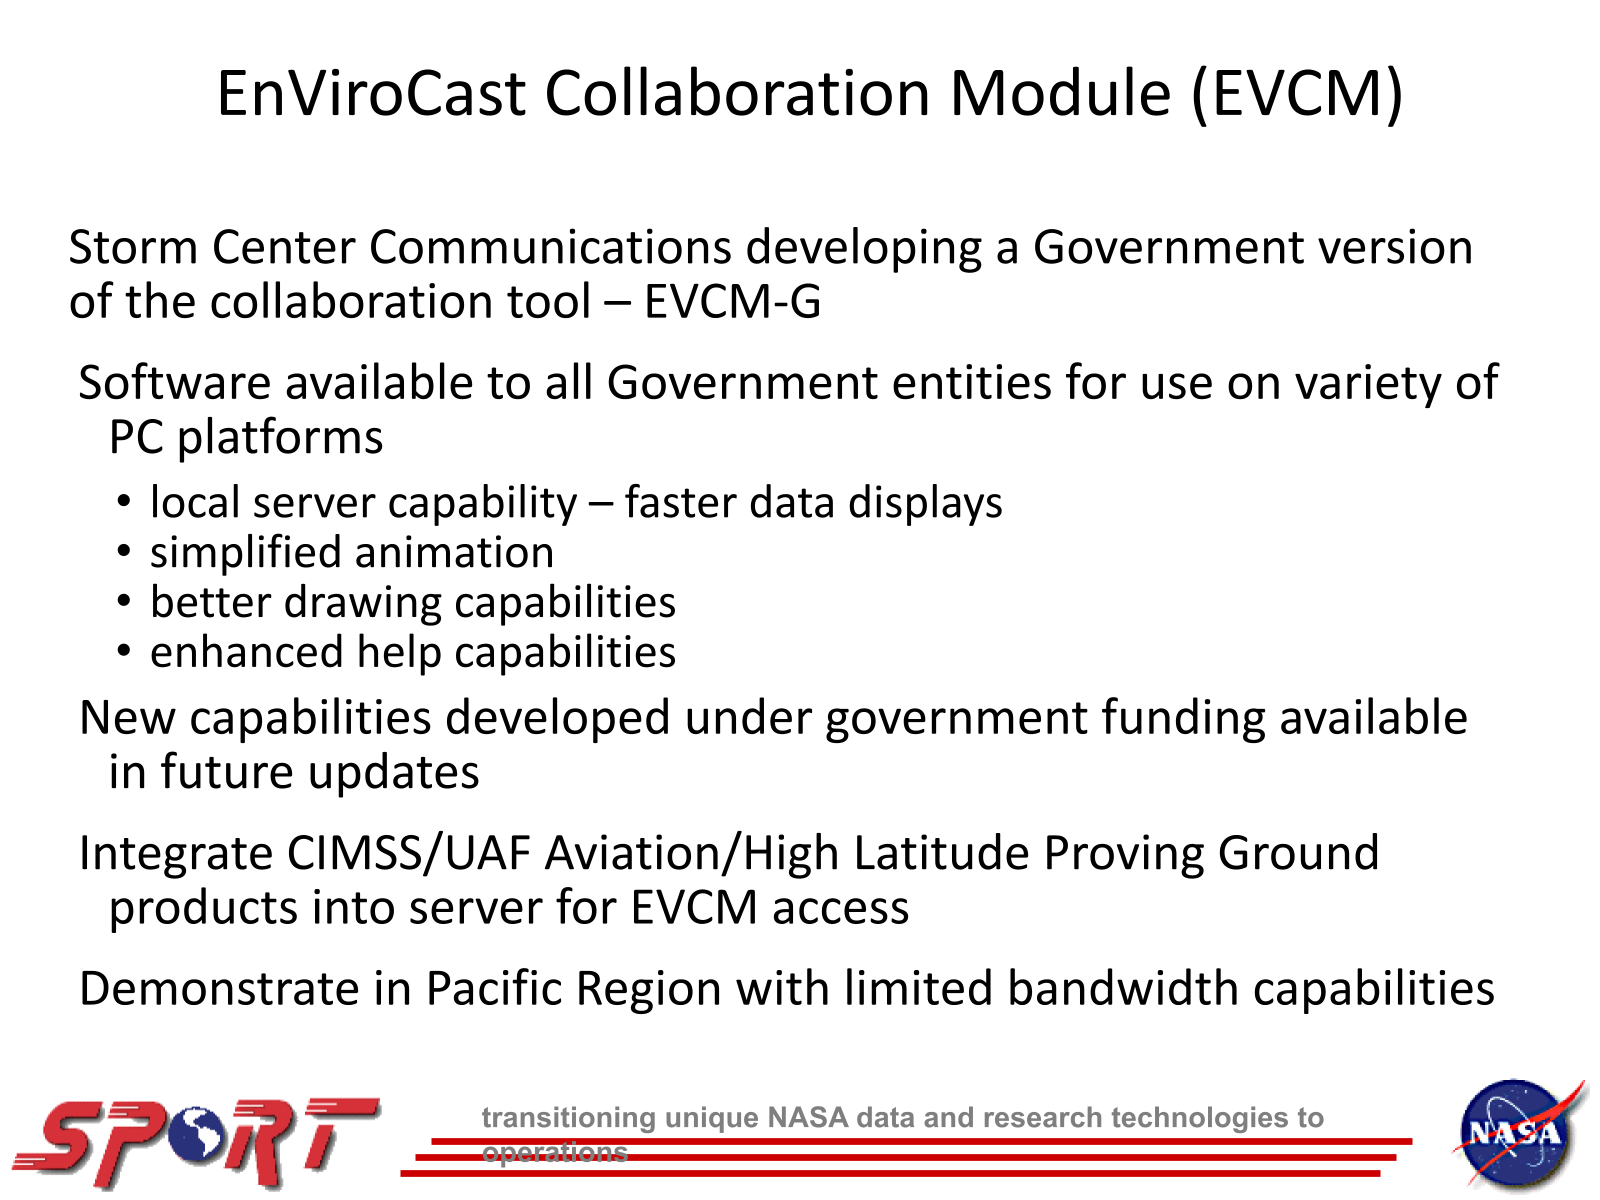 EnViroCast Collaboration Module (EVCM)
Storm Center Communications developing a Government version
of the collaboration tool – EVCM-G
Software available to all Government entities for use on variety of
PC platforms
• local server capability – faster data displays
• simplified animation
• better drawing capabilities
• enhanced help capabilities
New capabilities developed under government funding available
in future updates
Integrate CIMSS/UAF Aviation/High Latitude Proving Ground
products into server for EVCM access
Demonstrate in Pacific Region with limited bandwidth capabilities
SPORT
transitioning unique NASA data and research technologies to
operations
NASA